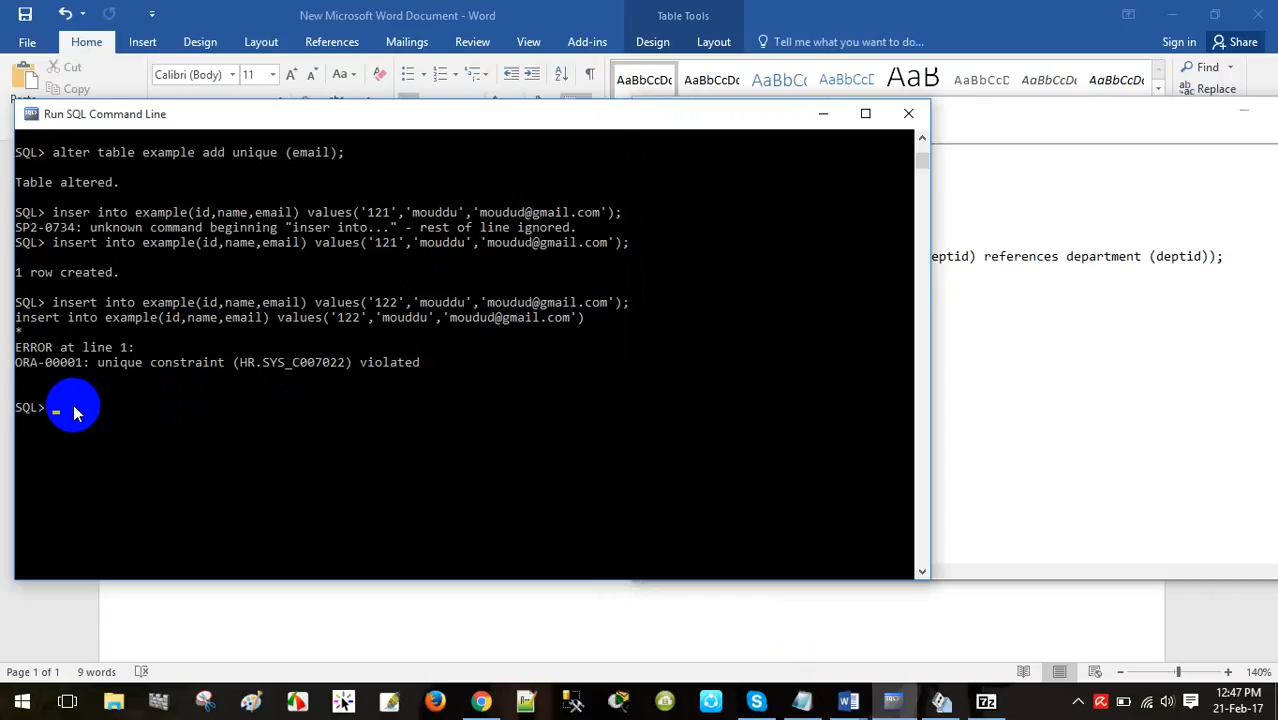 New Microsoft Word Document - Word
Table Tools
File Home Insert Design Layout References Mailings Review View Add-ins Design Layout Tell me what you want to do... Sign in Share
Cut
Calibri (Body) 11
AaBbCcDc AaBbCcDc AaBbCc AaBbCcD AaB AaBbCcD AaBbCcDt AaBbCcDt
Find
Copy
Replace
Run SQL Command Line
SQL> alter table example add unique (email);
Table altered.
SQL> inser into example(id,name,email) values('121','mouddu','moudud@gmail.com');
SP2-0734: unknown command beginning "inser into..." - rest of line ignored.
SQL> insert into example(id,name,email) values('121','mouddu','moudud@gmail.com');
1 row created.
SQL> insert into example(id,name,email) values('122','mouddu','moudud@gmail.com');
insert into example(id,name,email) values('122','mouddu','moudud@gmail.com')
*
ERROR at line 1:
ORA-00001: unique constraint (HR.SYS_C007022) violated
SQL>
eptid) references department (deptid));
Page 1 of 1 9 words
140%
12:47 PM
21-Feb-17